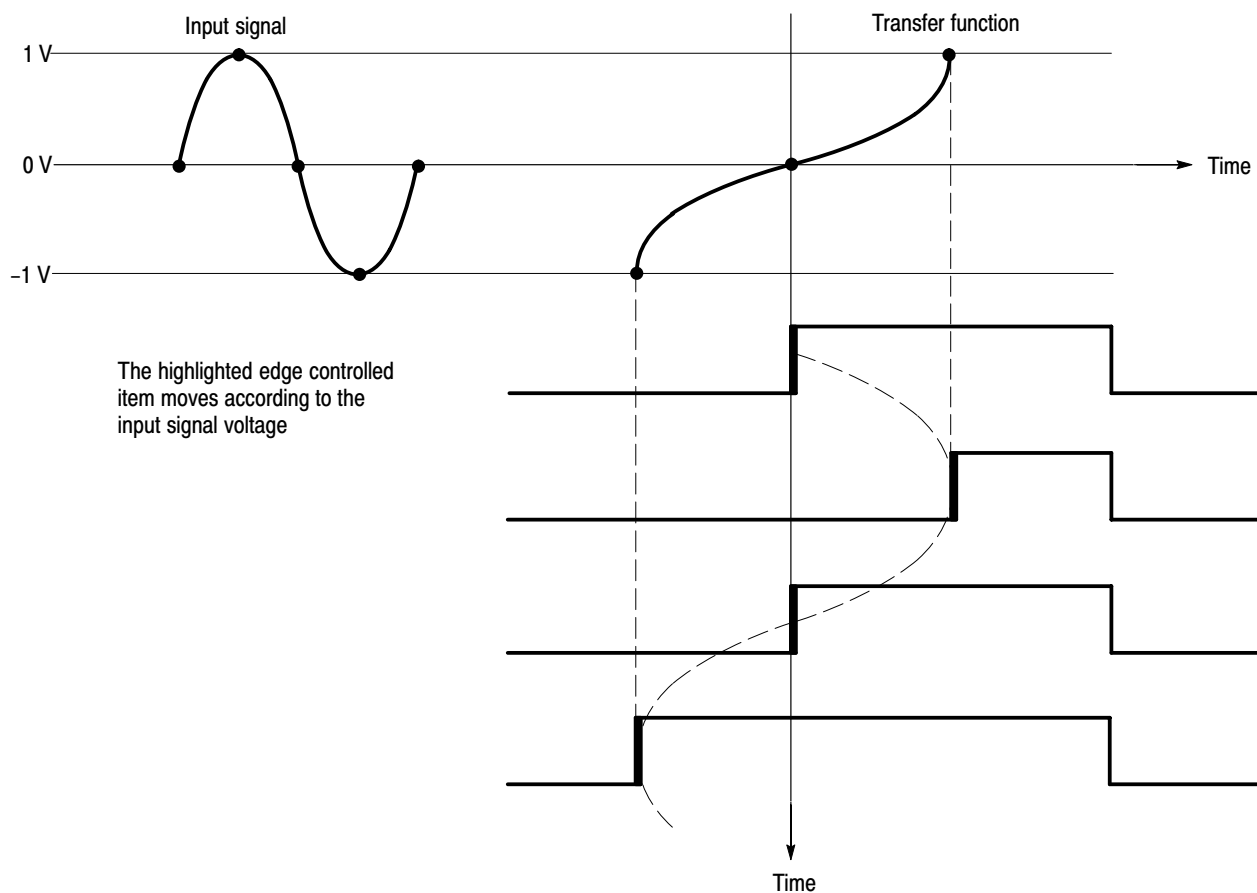 Input signal
Transfer function
1 V
0 V
Time
–1 V
The highlighted edge controlled
item moves according to the
input signal voltage
Time